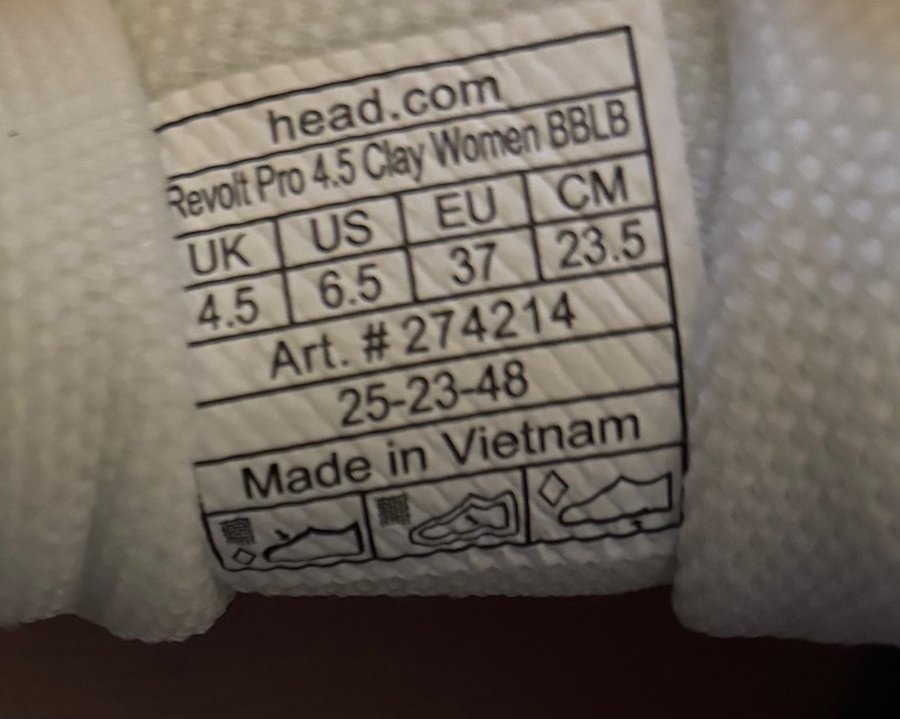 head.com
Revolt Pro 4.5 Clay Women BBLB
UK US EU CM
4.5 6.5 37 23.5
Art. # 274214
25-23-48
Made in Vietnam